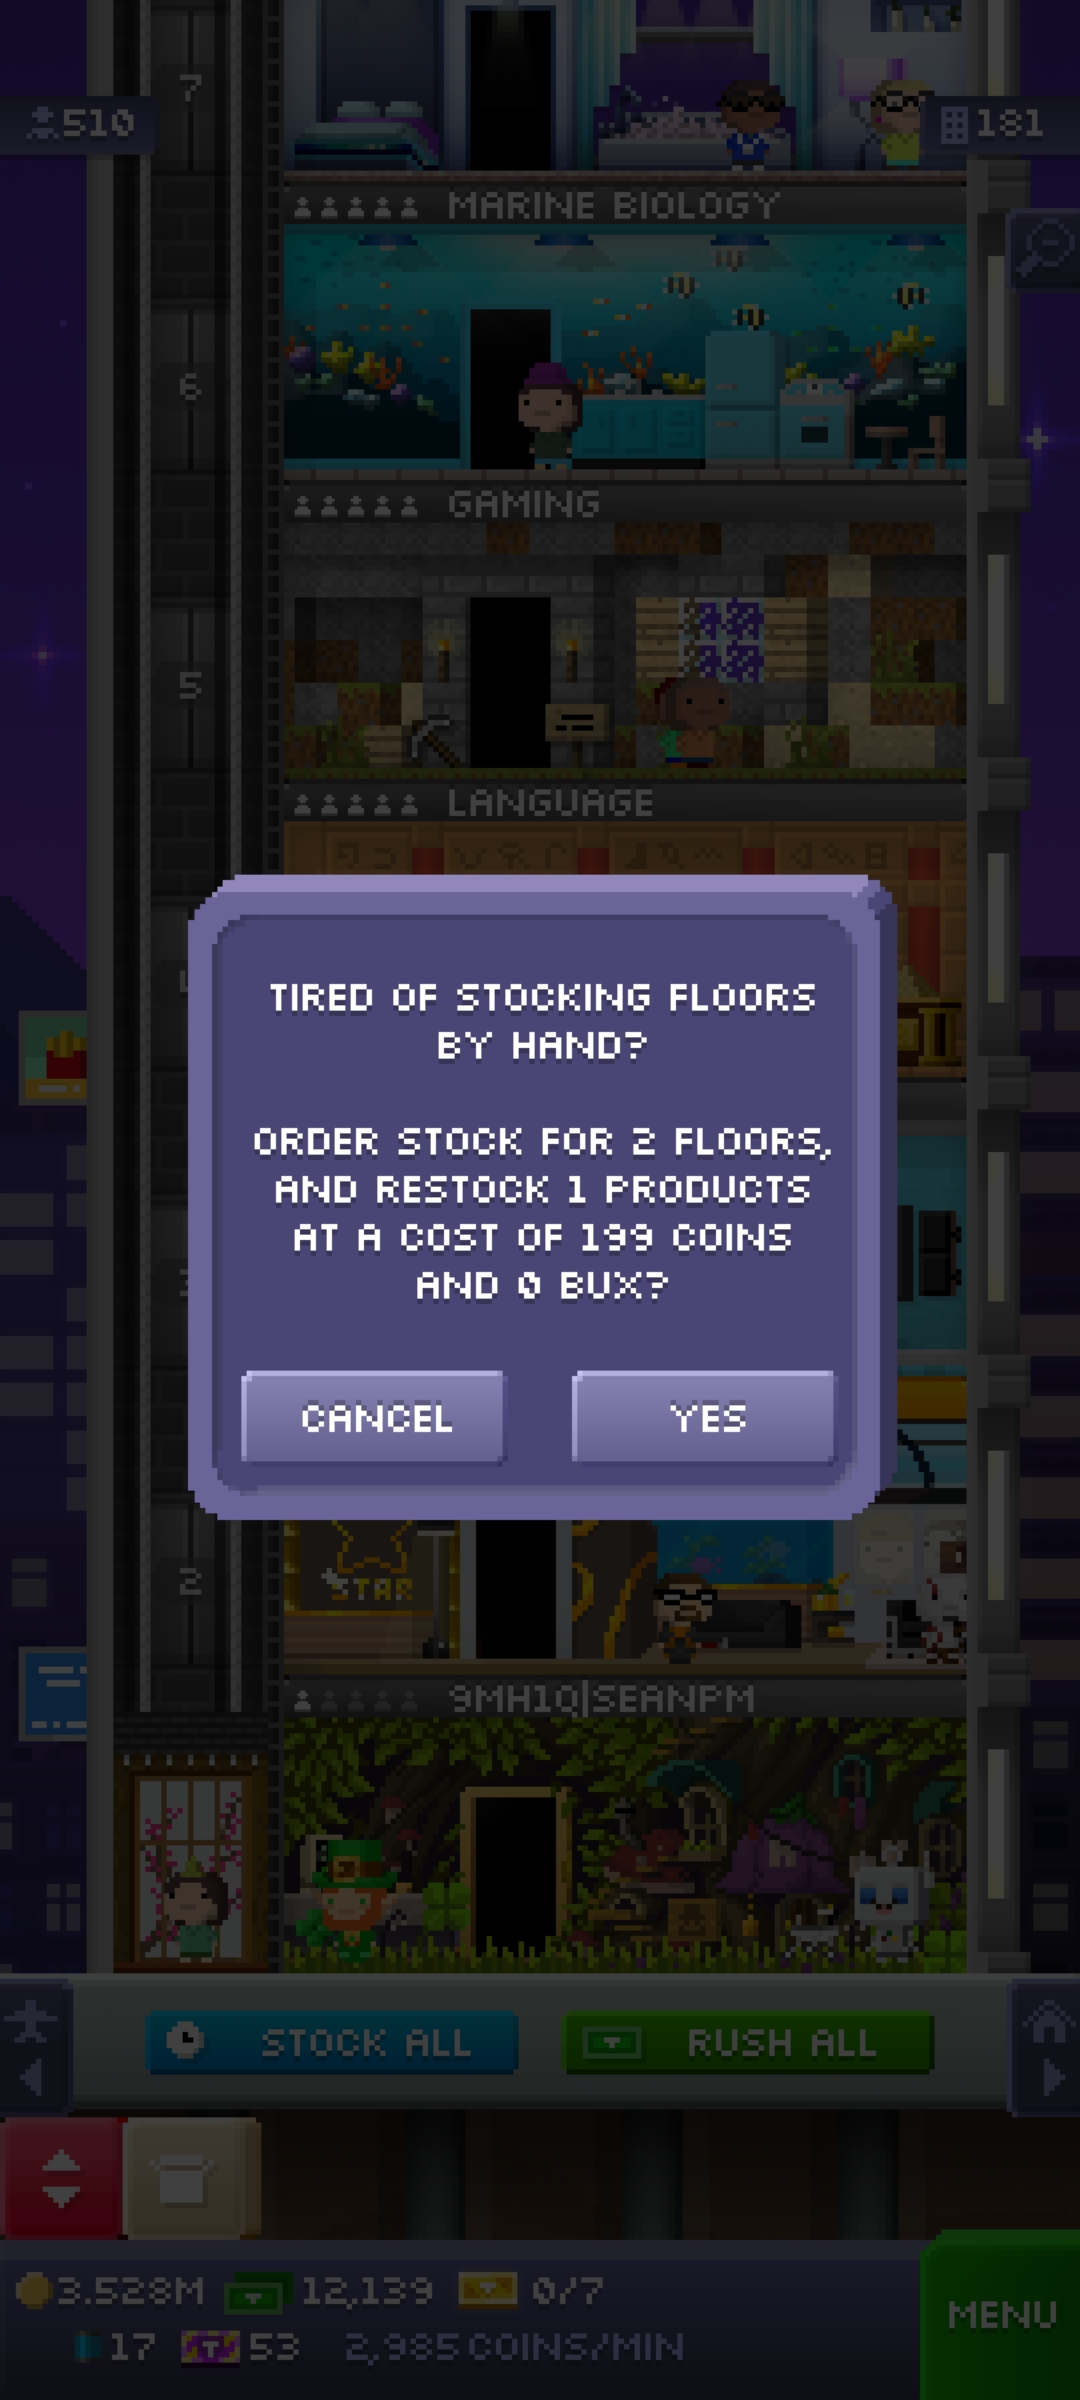 7
510
181
MARINE BIOLOGY
6
GAMING
5
LANGUAGE
TIRED OF STOCKING FLOORS
BY HAND?
ORDER STOCK FOR 2 FLOORS,
AND RESTOCK 1 PRODUCTS
AT A COST OF 199 COINS
AND 0 BUX?
CANCEL
YES
2
STAR
9MH1Q|SEANPM
STOCK ALL
RUSH ALL
3.528M
12,139
0/7
MENU
17
53
2,985 COINS/MIN